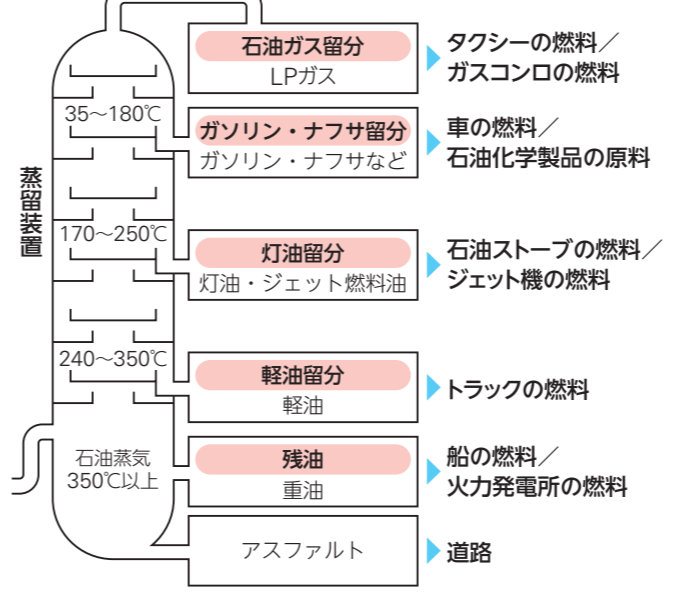 蒸留装置
石油ガス留分
LPガス
タクシーの燃料／
ガスコンロの燃料
35～180℃
ガソリン・ナフサ留分
ガソリン・ナフサなど
車の燃料／
石油化学製品の原料
170～250℃
灯油留分
灯油・ジェット燃料油
石油ストーブの燃料／
ジェット機の燃料
240～350℃
軽油留分
軽油
トラックの燃料
石油蒸気
350℃以上
残油
重油
船の燃料／
火力発電所の燃料
アスファルト
道路